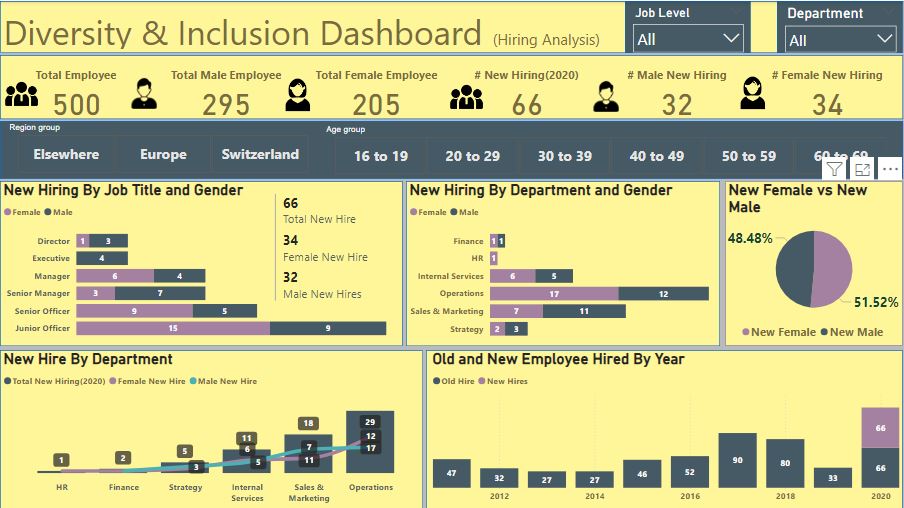 Diversity & Inclusion Dashboard (Hiring Analysis)
Job Level
All
Department
All
Total Employee
500
Total Male Employee
295
Total Female Employee
205
# New Hiring(2020)
66
# Male New Hiring
32
# Female New Hiring
34
Region group
Elsewhere Europe Switzerland
Age group
16 to 19 20 to 29 30 to 39 40 to 49 50 to 59 60 to 69
New Hiring By Job Title and Gender
Female Male
Director 1 3
Executive 4
Manager 6 4
Senior Manager 3 7
Senior Officer 9 5
Junior Officer 15 9
66
Total New Hire
34
Female New Hire
32
Male New Hires
New Hiring By Department and Gender
Female Male
Finance 1 1
HR 1
Internal Services 6 5
Operations 17 12
Sales & Marketing 7 11
Strategy 2 3
New Female vs New
Male
48.48%
51.52%
New Female New Male
New Hire By Department
Total New Hiring(2020) Female New Hire Male New Hire
1 2 5 11 18 29
3 6 5 7 11 12 17
HR Finance Strategy Internal
Services
Sales &
Marketing
Operations
Old and New Employee Hired By Year
Old Hire New Hires
47 32 27 27 46 52 90 80 33 66 66
2012 2014 2016 2018 2020